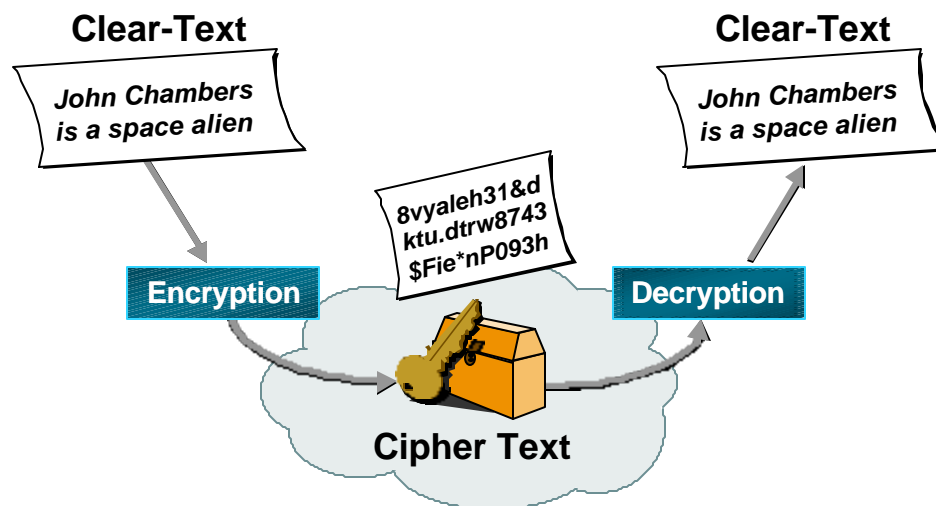 Clear-Text
John Chambers
is a space alien
Clear-Text
John Chambers
is a space alien
8vyaleh31&d
ktu.dtrw8743
$Fie*nP093h
Encryption
Decryption
Cipher Text